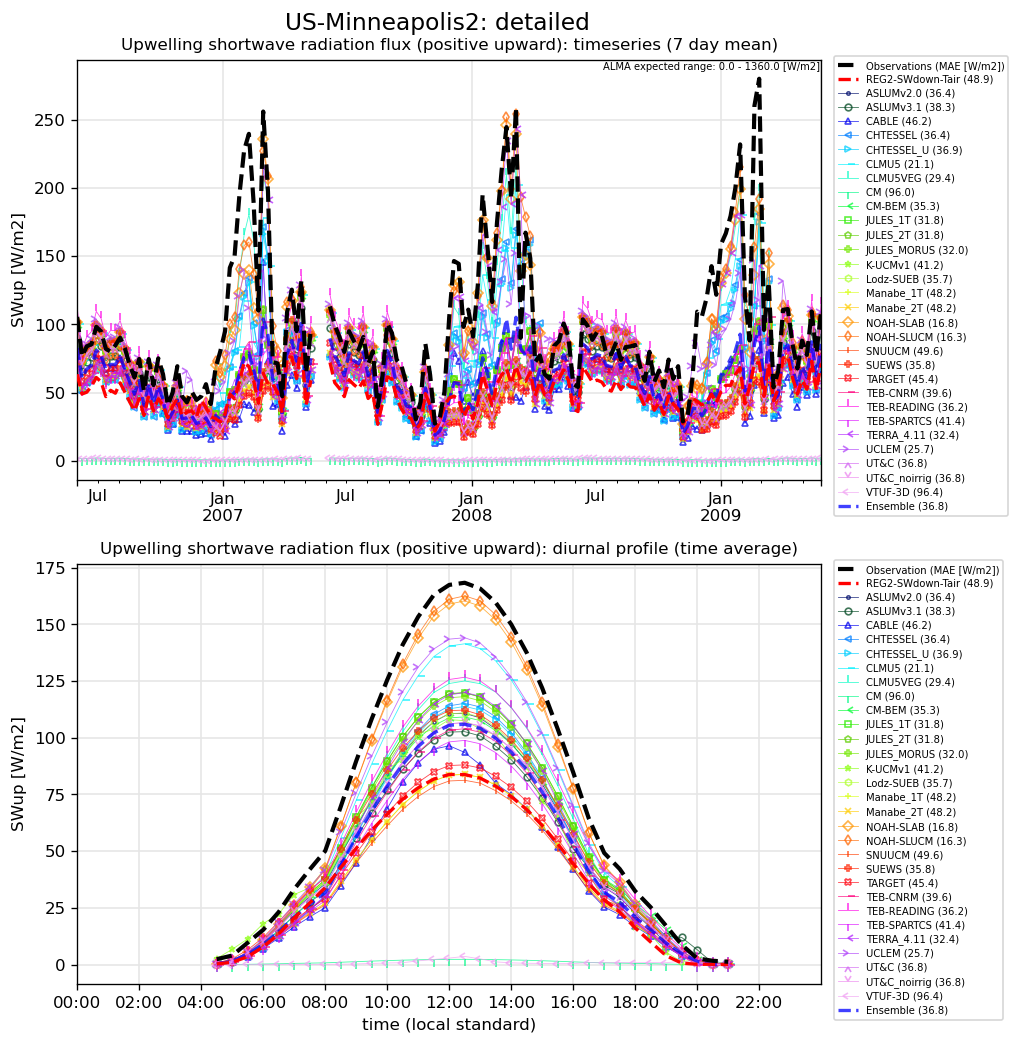 US-Minneapolis2: detailed
Upwelling shortwave radiation flux (positive upward): timeseries (7 day mean)
ALMA expected range: 0.0 - 1360.0 [W/m2]
SWup [W/m2]
250
200
150
100
50
0
Jul
Jan
2007
Jul
Jan
2008
Jul
Jan
2009
Observations (MAE [W/m2])
REG2-SWdown-Tair (48.9)
ASLUMv2.0 (36.4)
ASLUMv3.1 (38.3)
CABLE (46.2)
CHTESSEL (36.4)
CHTESSEL_U (36.9)
CLMU5 (21.1)
CLMU5VEG (29.4)
CM (96.0)
CM-BEM (35.3)
JULES_1T (31.8)
JULES_2T (31.8)
JULES_MORUS (32.0)
K-UCMv1 (41.2)
Lodz-SUEB (35.7)
Manabe_1T (48.2)
Manabe_2T (48.2)
NOAH-SLAB (16.8)
NOAH-SLUCM (16.3)
SNUUCM (49.6)
SUEWS (35.8)
TARGET (45.4)
TEB-CNRM (39.6)
TEB-READING (36.2)
TEB-SPARTCS (41.4)
TERRA_4.11 (32.4)
UCLEM (25.7)
UT&C (36.8)
UT&C_noirrig (36.8)
VTUF-3D (96.4)
Ensemble (36.8)
Upwelling shortwave radiation flux (positive upward): diurnal profile (time average)
SWup [W/m2]
175
150
125
100
75
50
25
0
00:00 02:00 04:00 06:00 08:00 10:00 12:00 14:00 16:00 18:00 20:00 22:00
time (local standard)
Observation (MAE [W/m2])
REG2-SWdown-Tair (48.9)
ASLUMv2.0 (36.4)
ASLUMv3.1 (38.3)
CABLE (46.2)
CHTESSEL (36.4)
CHTESSEL_U (36.9)
CLMU5 (21.1)
CLMU5VEG (29.4)
CM (96.0)
CM-BEM (35.3)
JULES_1T (31.8)
JULES_2T (31.8)
JULES_MORUS (32.0)
K-UCMv1 (41.2)
Lodz-SUEB (35.7)
Manabe_1T (48.2)
Manabe_2T (48.2)
NOAH-SLAB (16.8)
NOAH-SLUCM (16.3)
SNUUCM (49.6)
SUEWS (35.8)
TARGET (45.4)
TEB-CNRM (39.6)
TEB-READING (36.2)
TEB-SPARTCS (41.4)
TERRA_4.11 (32.4)
UCLEM (25.7)
UT&C (36.8)
UT&C_noirrig (36.8)
VTUF-3D (96.4)
Ensemble (36.8)